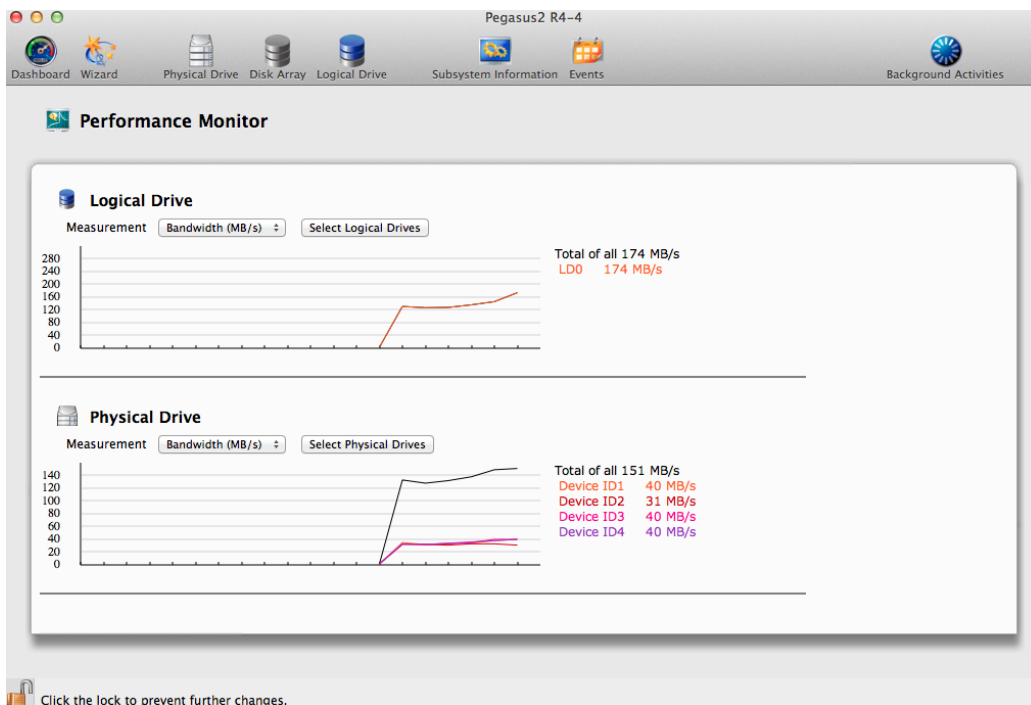 Pegasus2 R4-4
Dashboard Wizard Physical Drive Disk Array Logical Drive Subsystem Information Events Background Activities
Performance Monitor
Logical Drive
Measurement Bandwidth (MB/s) Select Logical Drives
280
240
200
160
120
80
40
0
Total of all 174 MB/s
LD0 174 MB/s
Physical Drive
Measurement Bandwidth (MB/s) Select Physical Drives
140
120
100
80
60
40
20
0
Total of all 151 MB/s
Device ID1 40 MB/s
Device ID2 31 MB/s
Device ID3 40 MB/s
Device ID4 40 MB/s
Click the lock to prevent further changes.